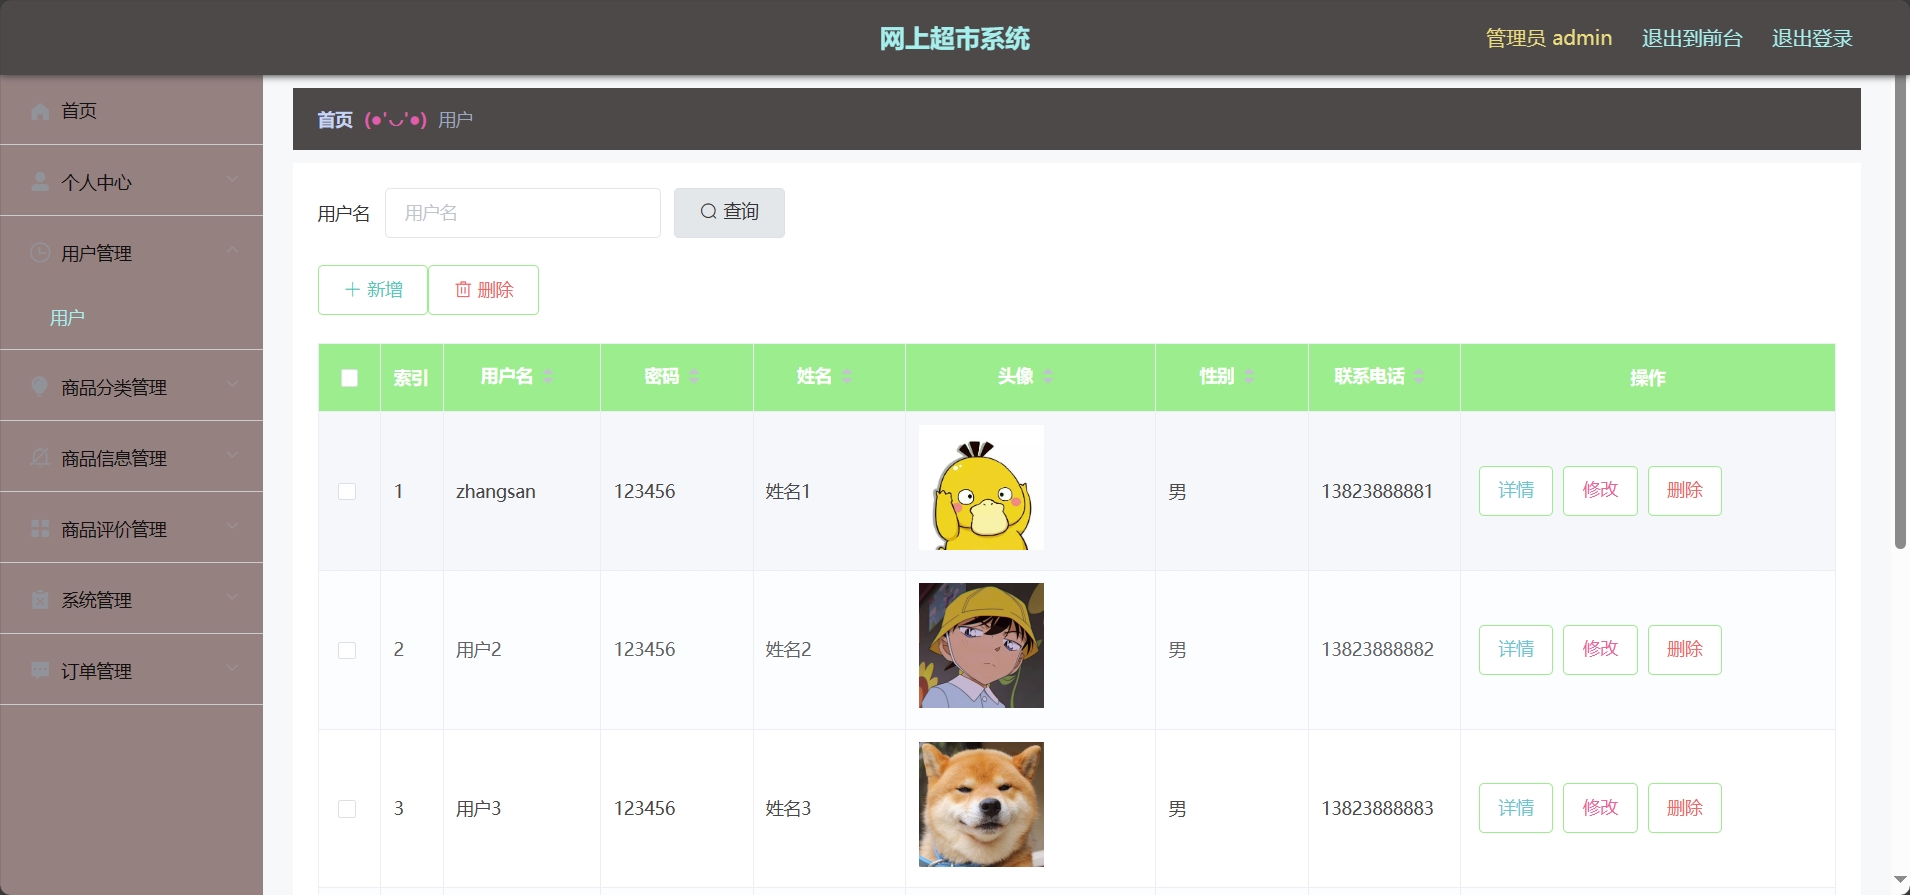 网上超市系统
管理员 admin 退出到前台 退出登录
首页
个人中心
用户管理
用户
商品分类管理
商品信息管理
商品评价管理
系统管理
订单管理
首页 (●'◡'●) 用户
用户名 用户名 查询
新增 删除
索引 用户名 密码 姓名 头像 性别 联系电话 操作
1 zhangsan 123456 姓名1 男 13823888881 详情 修改 删除
2 用户2 123456 姓名2 男 13823888882 详情 修改 删除
3 用户3 123456 姓名3 男 13823888883 详情 修改 删除